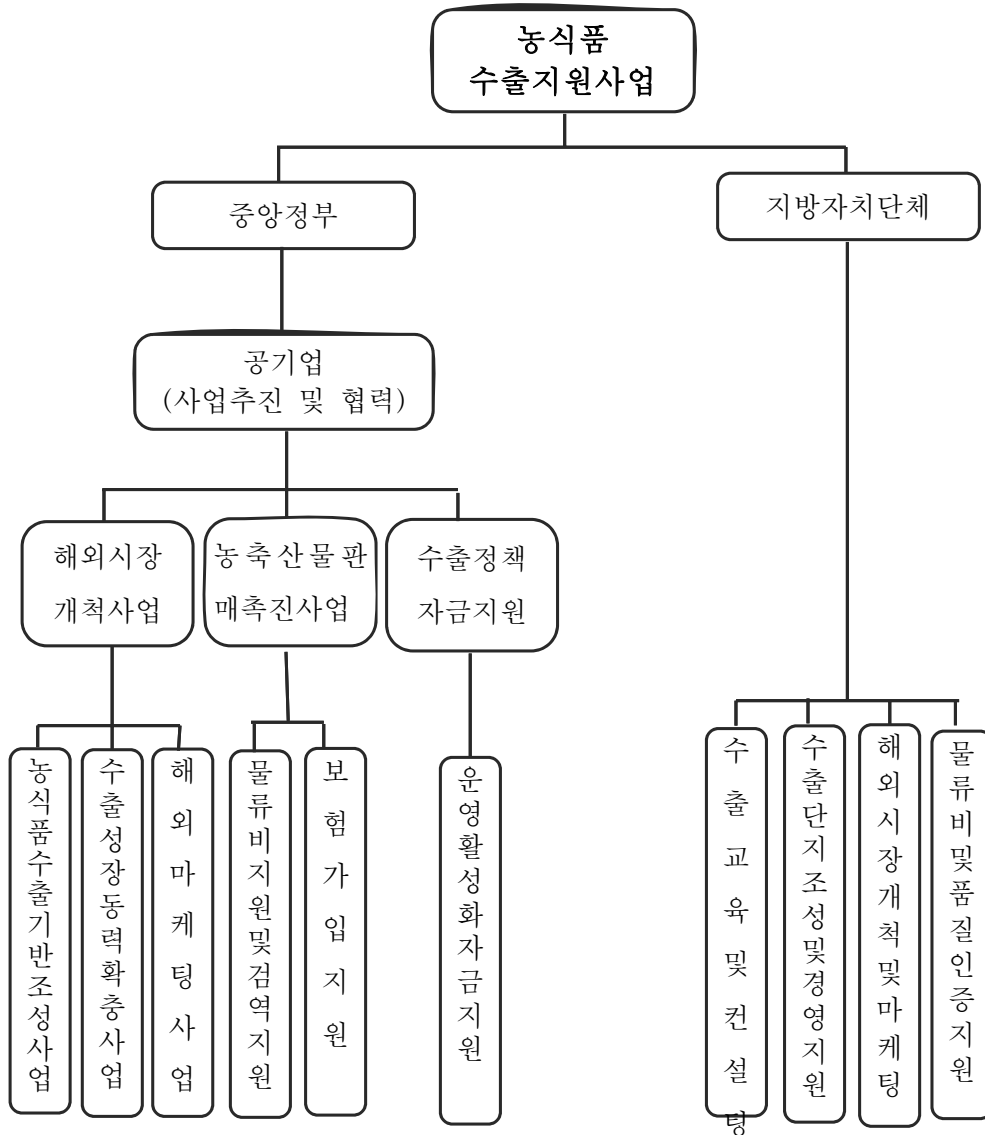 농식품
수출지원사업
중앙정부
지방자치단체
공기업
(사업추진 및 협력)
해외시장
개척사업
농축산물판
매촉진사업
수출정책
자금지원
농식품수출기반조성사업
수출성장동력확충사업
해외마케팅사업
물류비지원및검역지원
보험가입지원
운영활성화자금지원
수출교육및컨설팅
수출단지조성및경영지원
해외시장개척및마케팅
물류비및품질인증지원